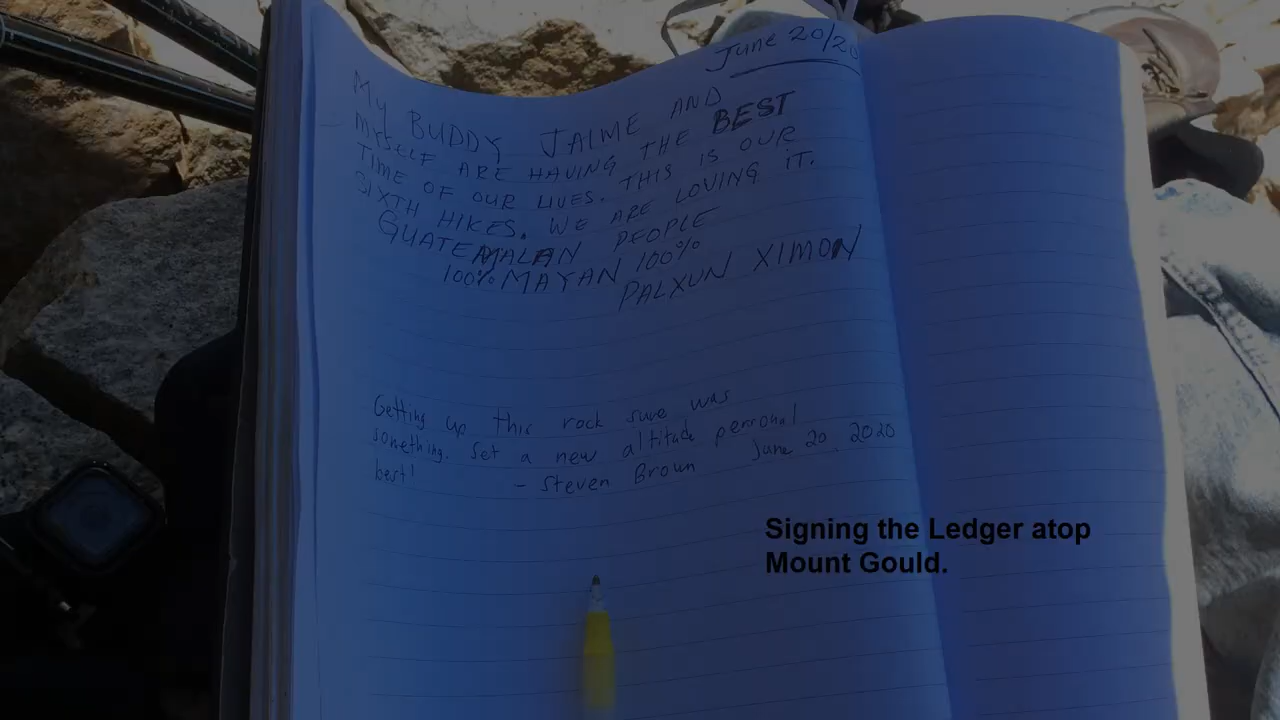 June 20/20
My BUDDY JAIME AND
MYSELF ARE HAVING THE BEST
TIME OF OUR LIVES. THIS IS OUR
SIXTH HIKES. WE ARE LOVING IT.
GUATEMALAN PEOPLE
100% MAYAN 100%
PALXUN XIMON
Getting up this rock sure was
something. Set a new altitude personal
best! - Steven Brown June 20 2020
Signing the Ledger atop
Mount Gould.